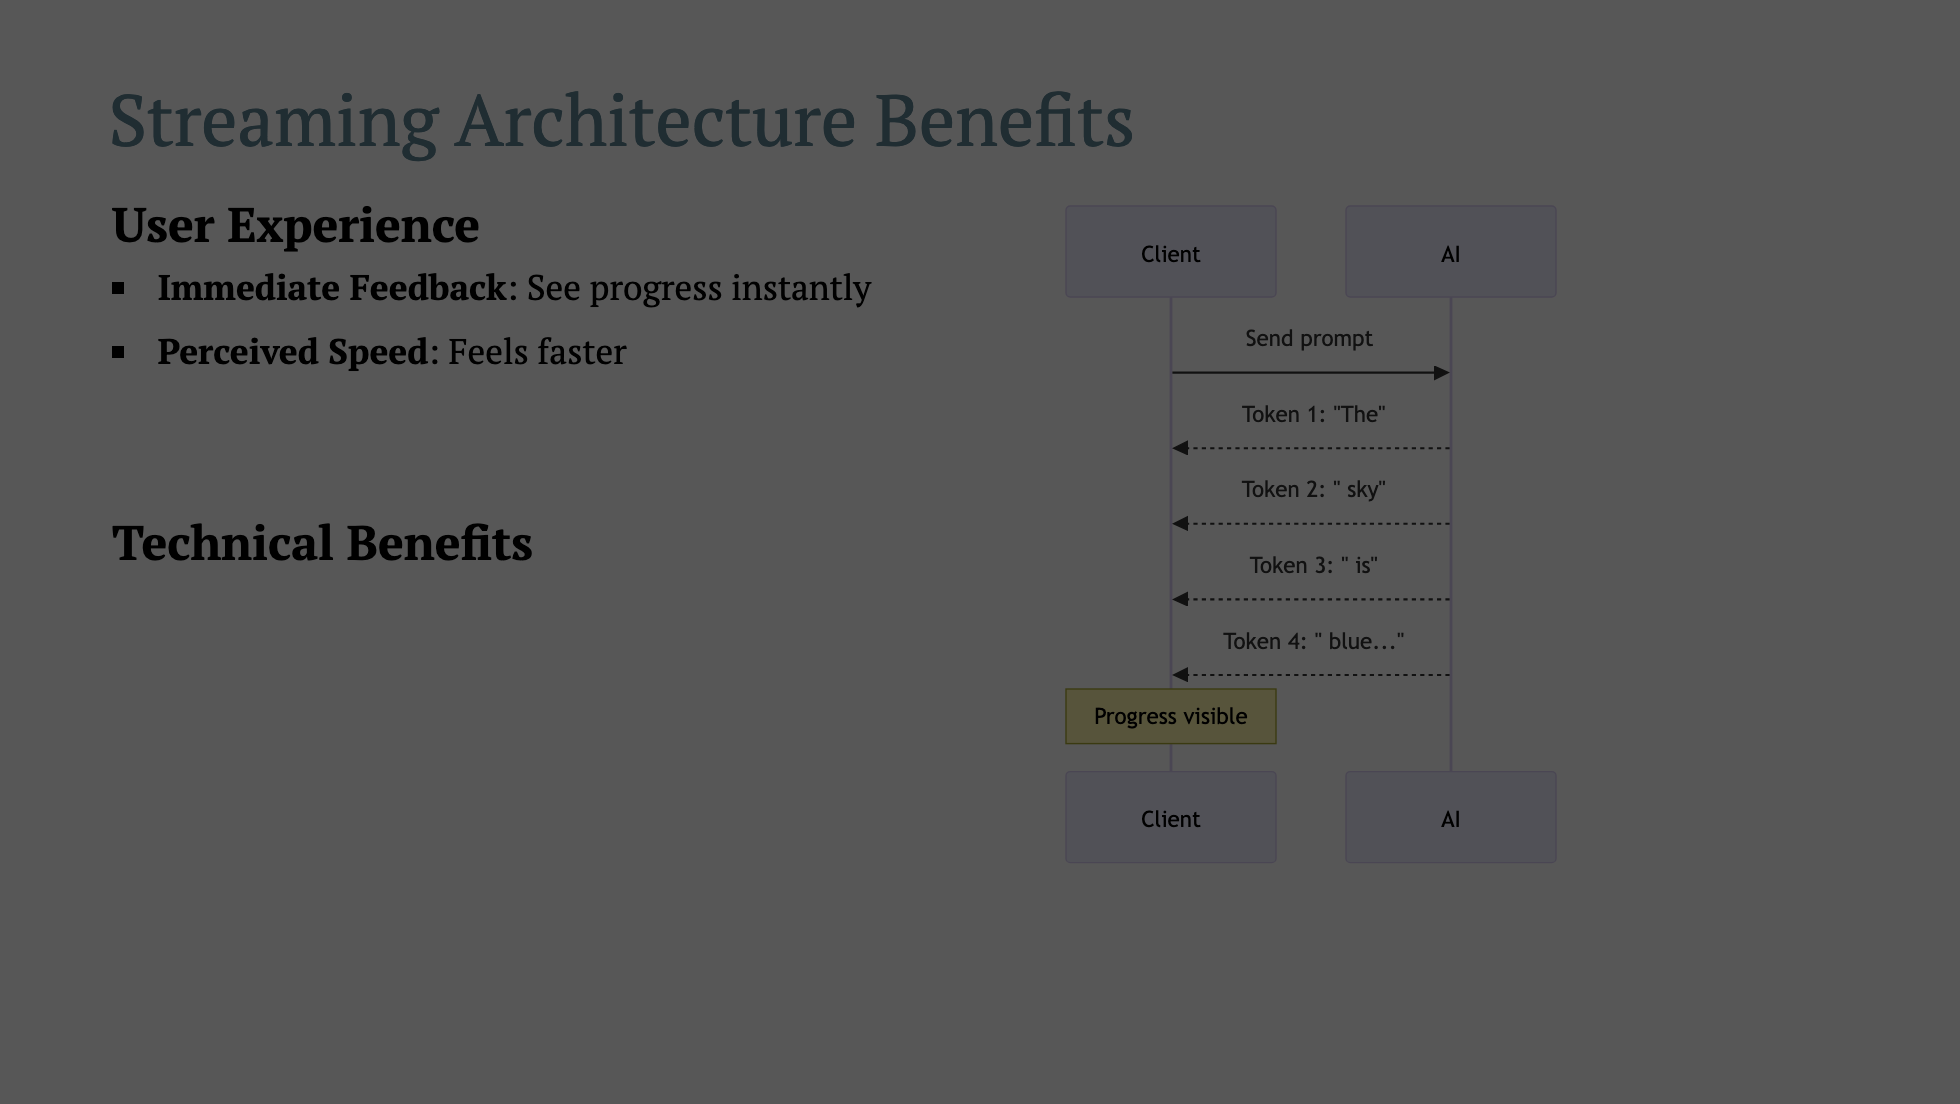 Streaming Architecture Benefits
User Experience
▪ Immediate Feedback: See progress instantly
▪ Perceived Speed: Feels faster
Technical Benefits
Client
AI
Send prompt
Token 1: "The"
Token 2: " sky"
Token 3: " is"
Token 4: " blue..."
Progress visible
Client
AI